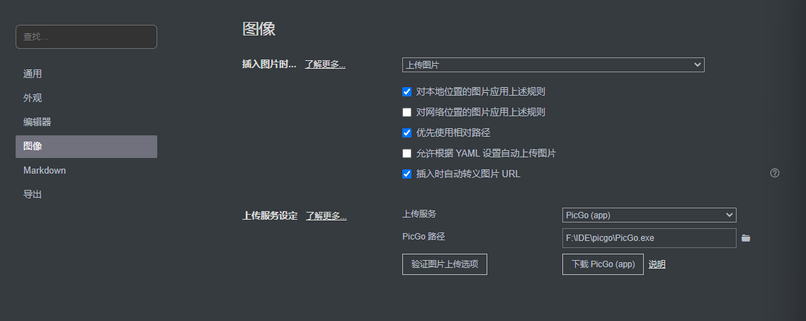 图像
查找...
插入图片时... 了解更多... 上传图片
通用
对本地位置的图片应用上述规则
外观
对网络位置的图片应用上述规则
编辑器
优先使用相对路径
图像
允许根据 YAML 设置自动上传图片
Markdown
插入时自动转义图片 URL
导出
上传服务设定 了解更多... 上传服务 PicGo (app)
PicGo 路径 F:\IDE\picgo\PicGo.exe
验证图片上传选项 下载 PicGo (app) 说明